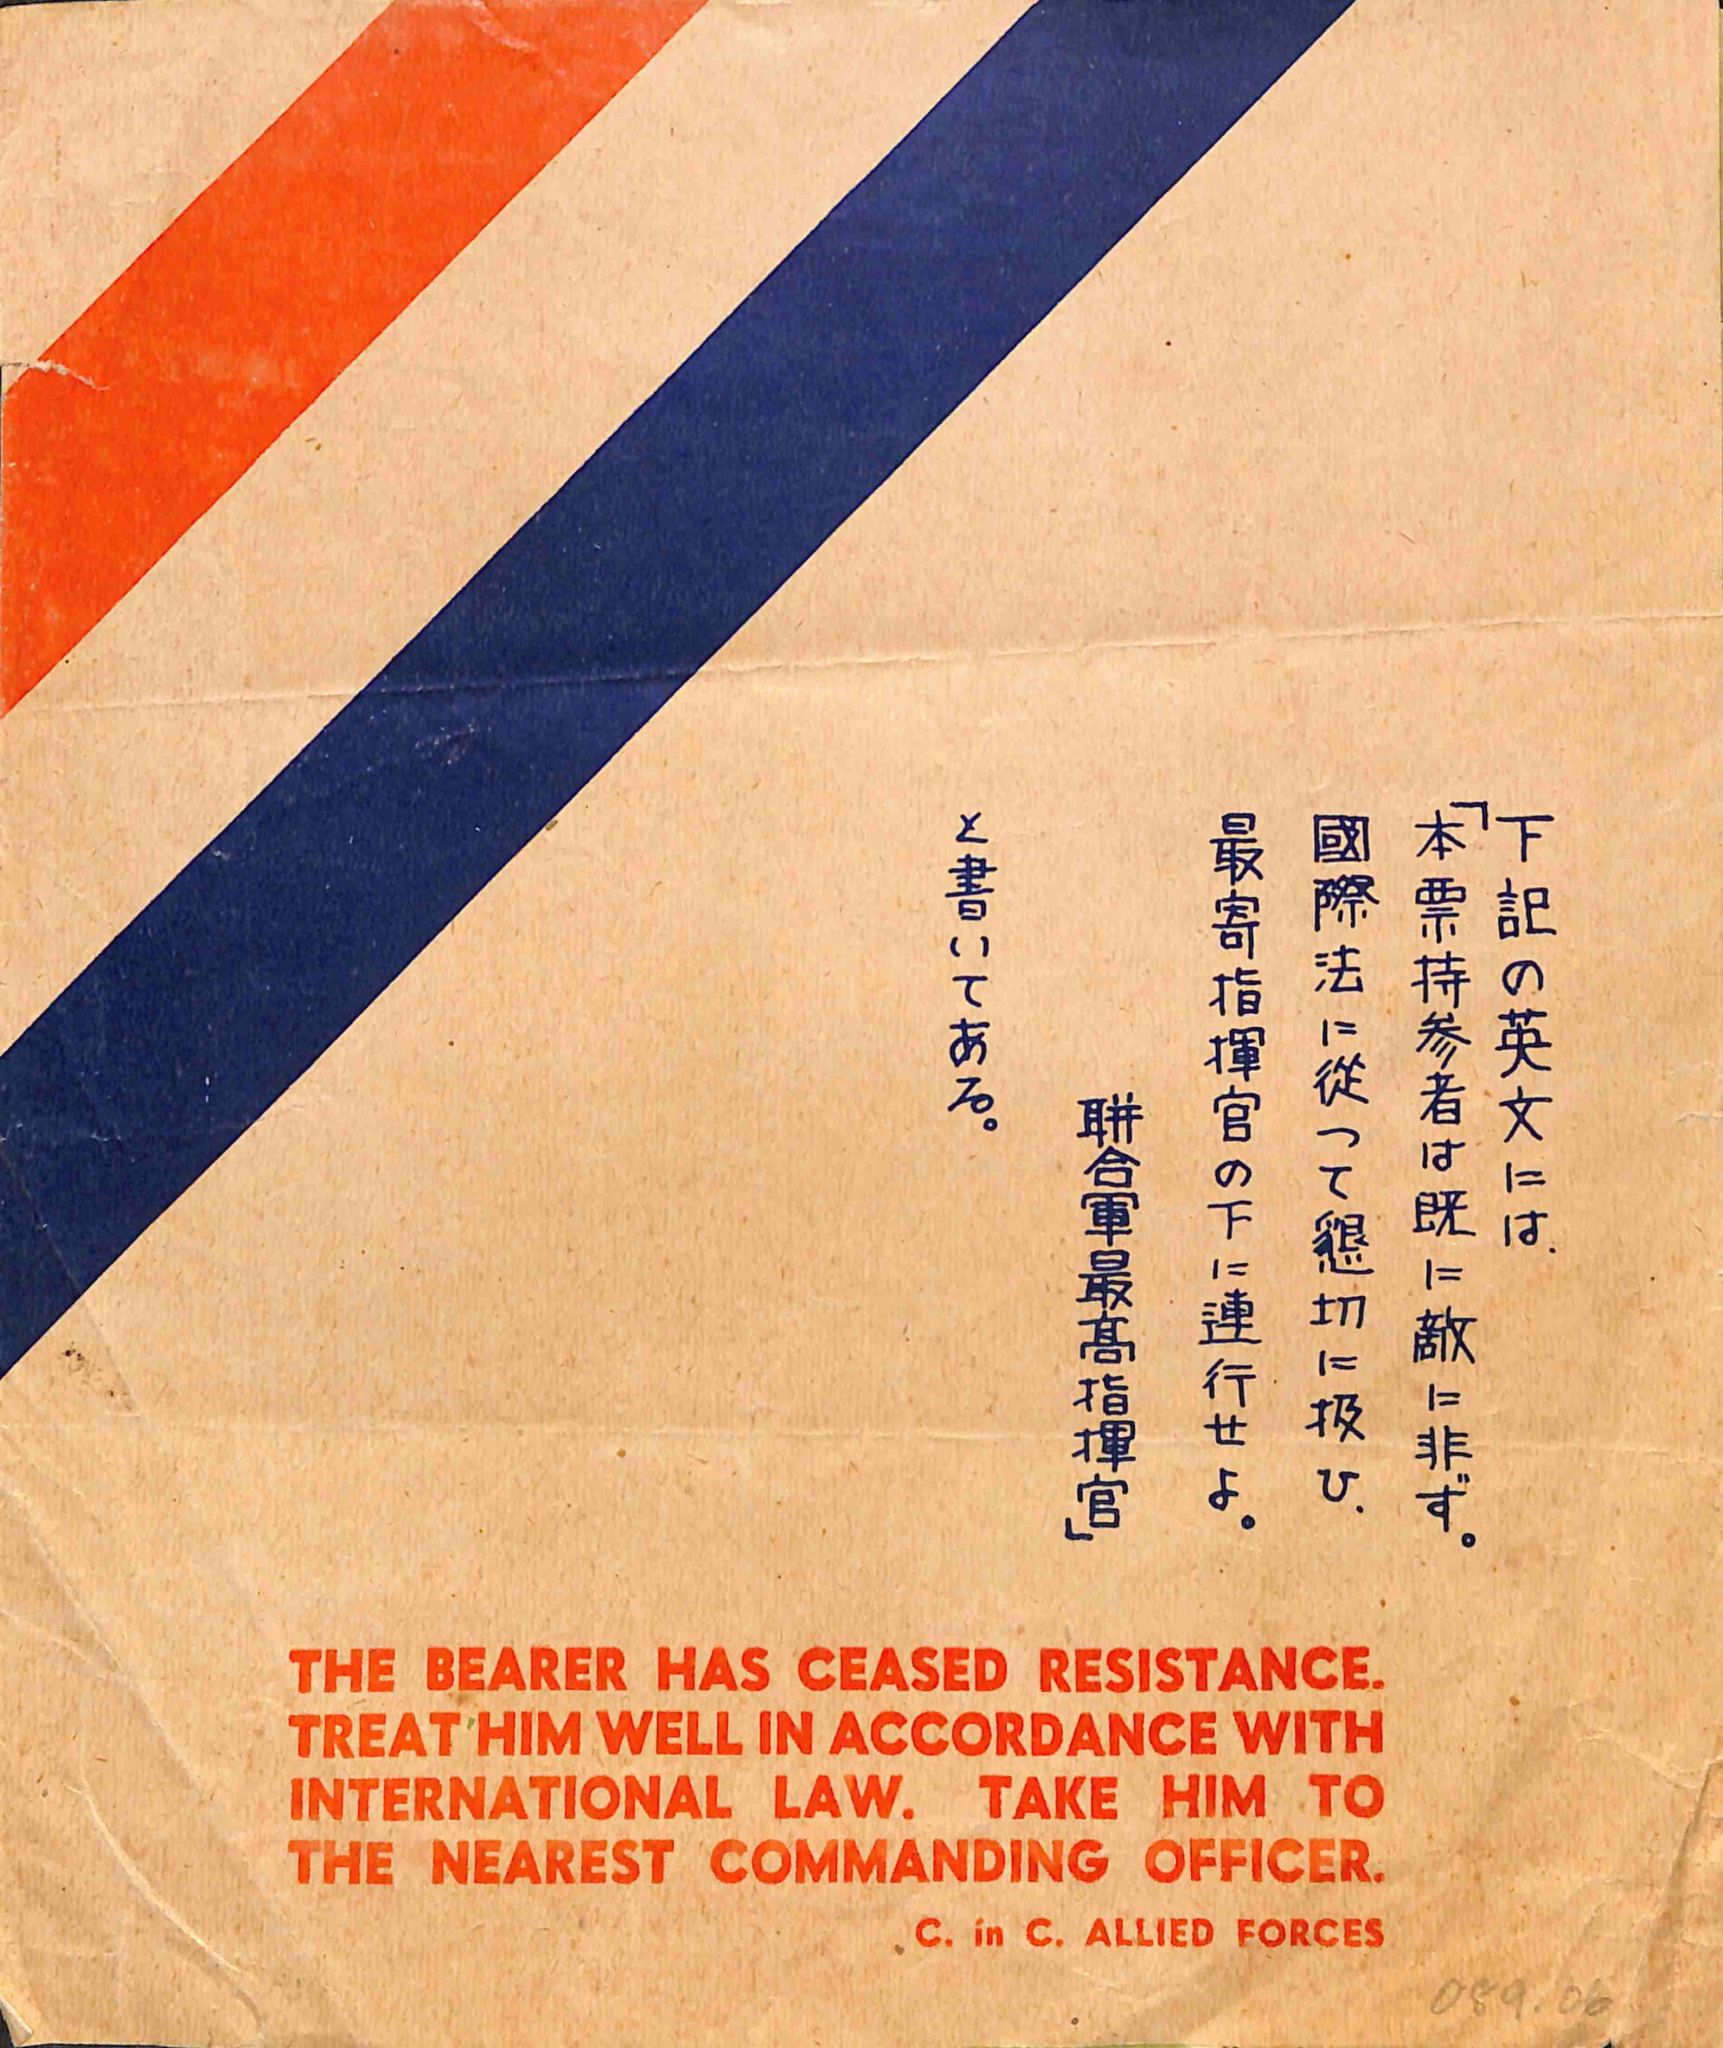 下記の英文には、
「本票持参者は既に敵に非ず。
國際法に從つて懇切に扱ひ、
最寄指揮官の下に連行せよ。
聯合軍最高指揮官」
と書いてある。
THE BEARER HAS CEASED RESISTANCE.
TREAT HIM WELL IN ACCORDANCE WITH
INTERNATIONAL LAW. TAKE HIM TO
THE NEAREST COMMANDING OFFICER.
C. in C. ALLIED FORCES
089.06